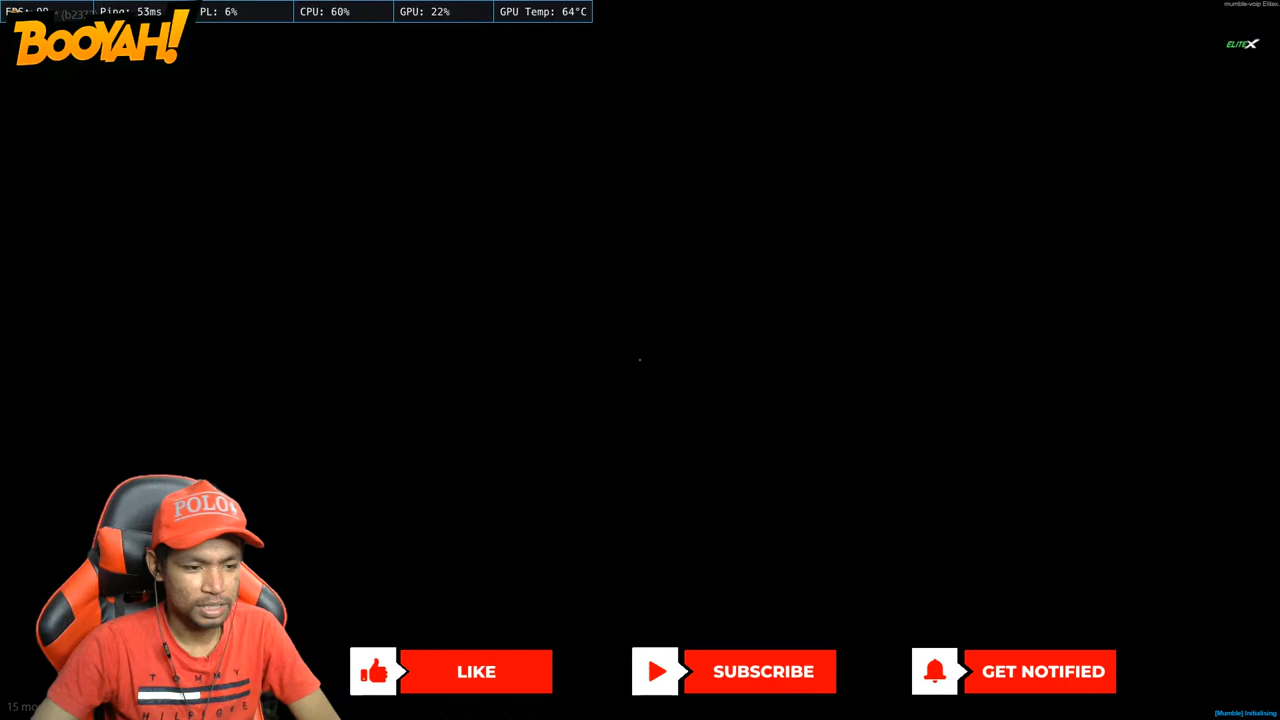 Ping: 53ms PL: 6% CPU: 60% GPU: 22% GPU Temp: 64°C
mumble-voip Elitex
BOOYAH!
ELITEX
POLO
TOMMY
HILFIGER
LIKE
SUBSCRIBE
GET NOTIFIED
15
[Mumble] Initialising